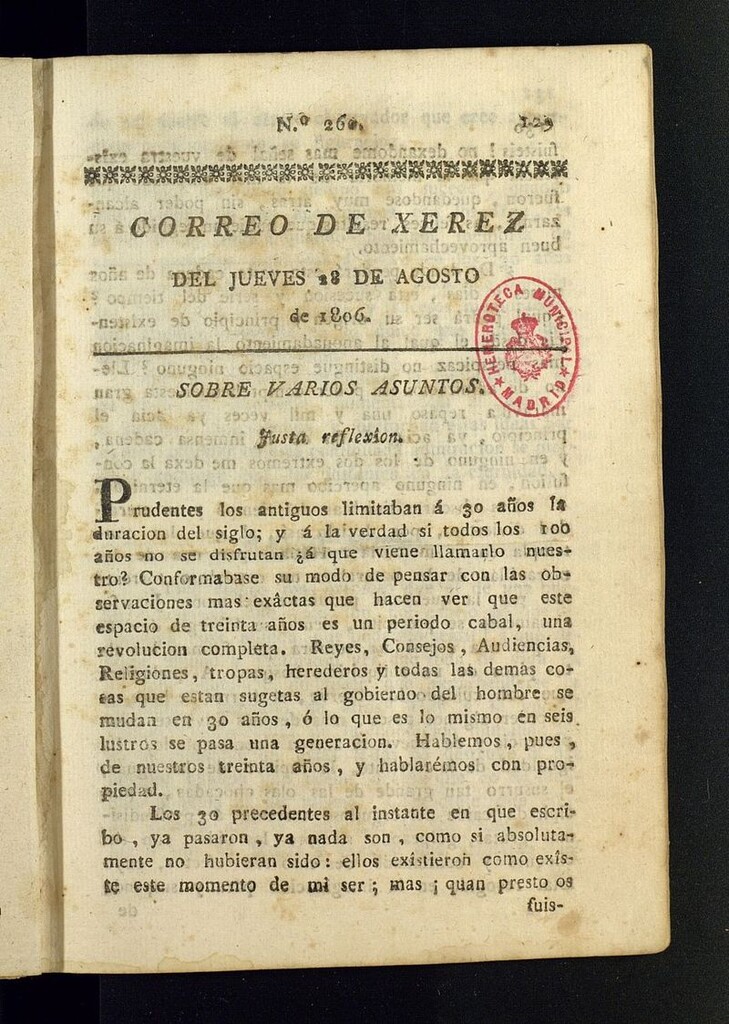 N.º 260. 129
CORREO DE XEREZ
DEL JUEVES 28 DE AGOSTO
de 1806.
HEMEROTECA MUNICIPAL
★ MADRID ★
SOBRE VARIOS ASUNTOS.
Justa reflexîon.
Prudentes los antiguos limitaban á 30 años la
duracion del siglo; y á la verdad si todos los 100
años no se disfrutan ¿á que viene llamarlo nues-
tro? Conformabase su modo de pensar con las ob-
servaciones mas exâctas que hacen ver que este
espacio de treinta años es un periodo cabal, una
revolucion completa. Reyes, Consejos, Audiencias,
Religiones, tropas, herederos y todas las demas co-
sas que estan sugetas al gobierno del hombre se
mudan en 30 años, ó lo que es lo mismo en seis
lustros se pasa una generacion. Hablemos, pues,
de nuestros treinta años, y hablarémos con pro-
piedad.
Los 30 precedentes al instante en que escri-
bo, ya pasaron, ya nada son, como si absoluta-
mente no hubieran sido: ellos existieron como exîs-
te este momento de mi ser; mas ¡ quan presto os
fuis-